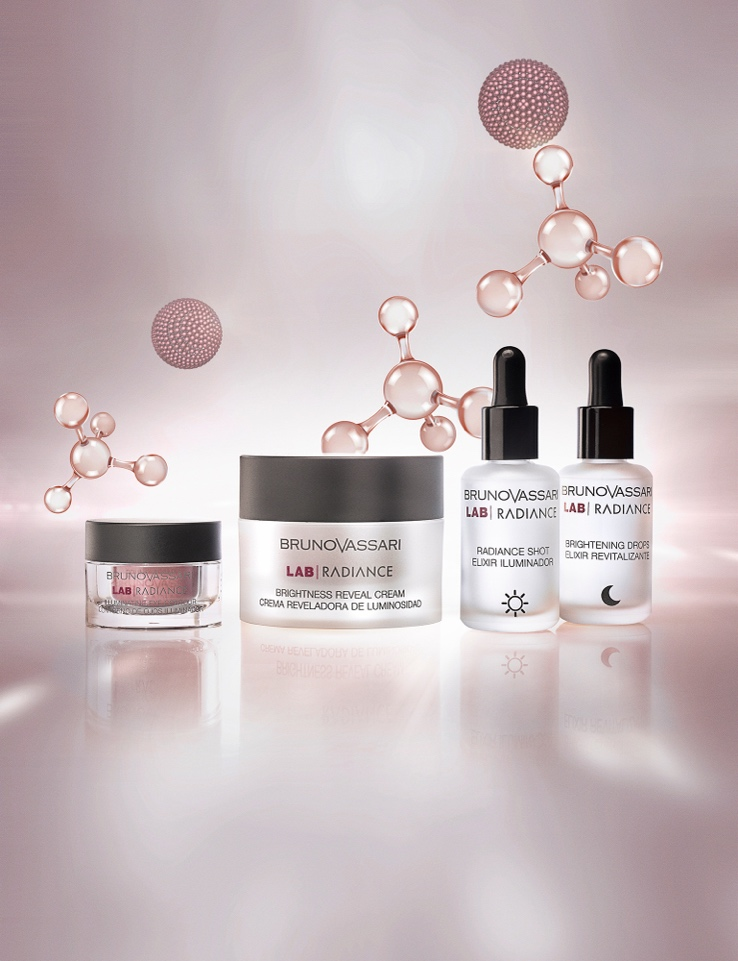 BRUNOVASSARI
LAB | RADIANCE
BRUNOVASSARI
LAB | RADIANCE
BRIGHTNESS REVEAL CREAM
CREMA REVELADORA DE LUMINOSIDAD
BRUNOVASSARI
LAB | RADIANCE
RADIANCE SHOT
ELIXIR ILUMINADOR
BRUNOVASSARI
LAB | RADIANCE
BRIGHTENING DROPS
ELIXIR REVITALIZANTE